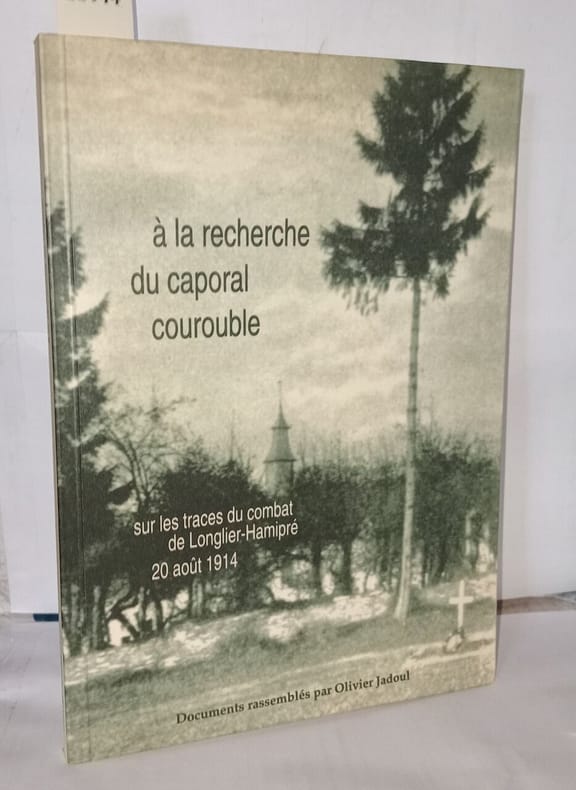 à la recherche
du caporal
courouble
sur les traces du combat
de Longlier-Hamipré
20 août 1914
Documents rassemblés par Olivier Jadoul